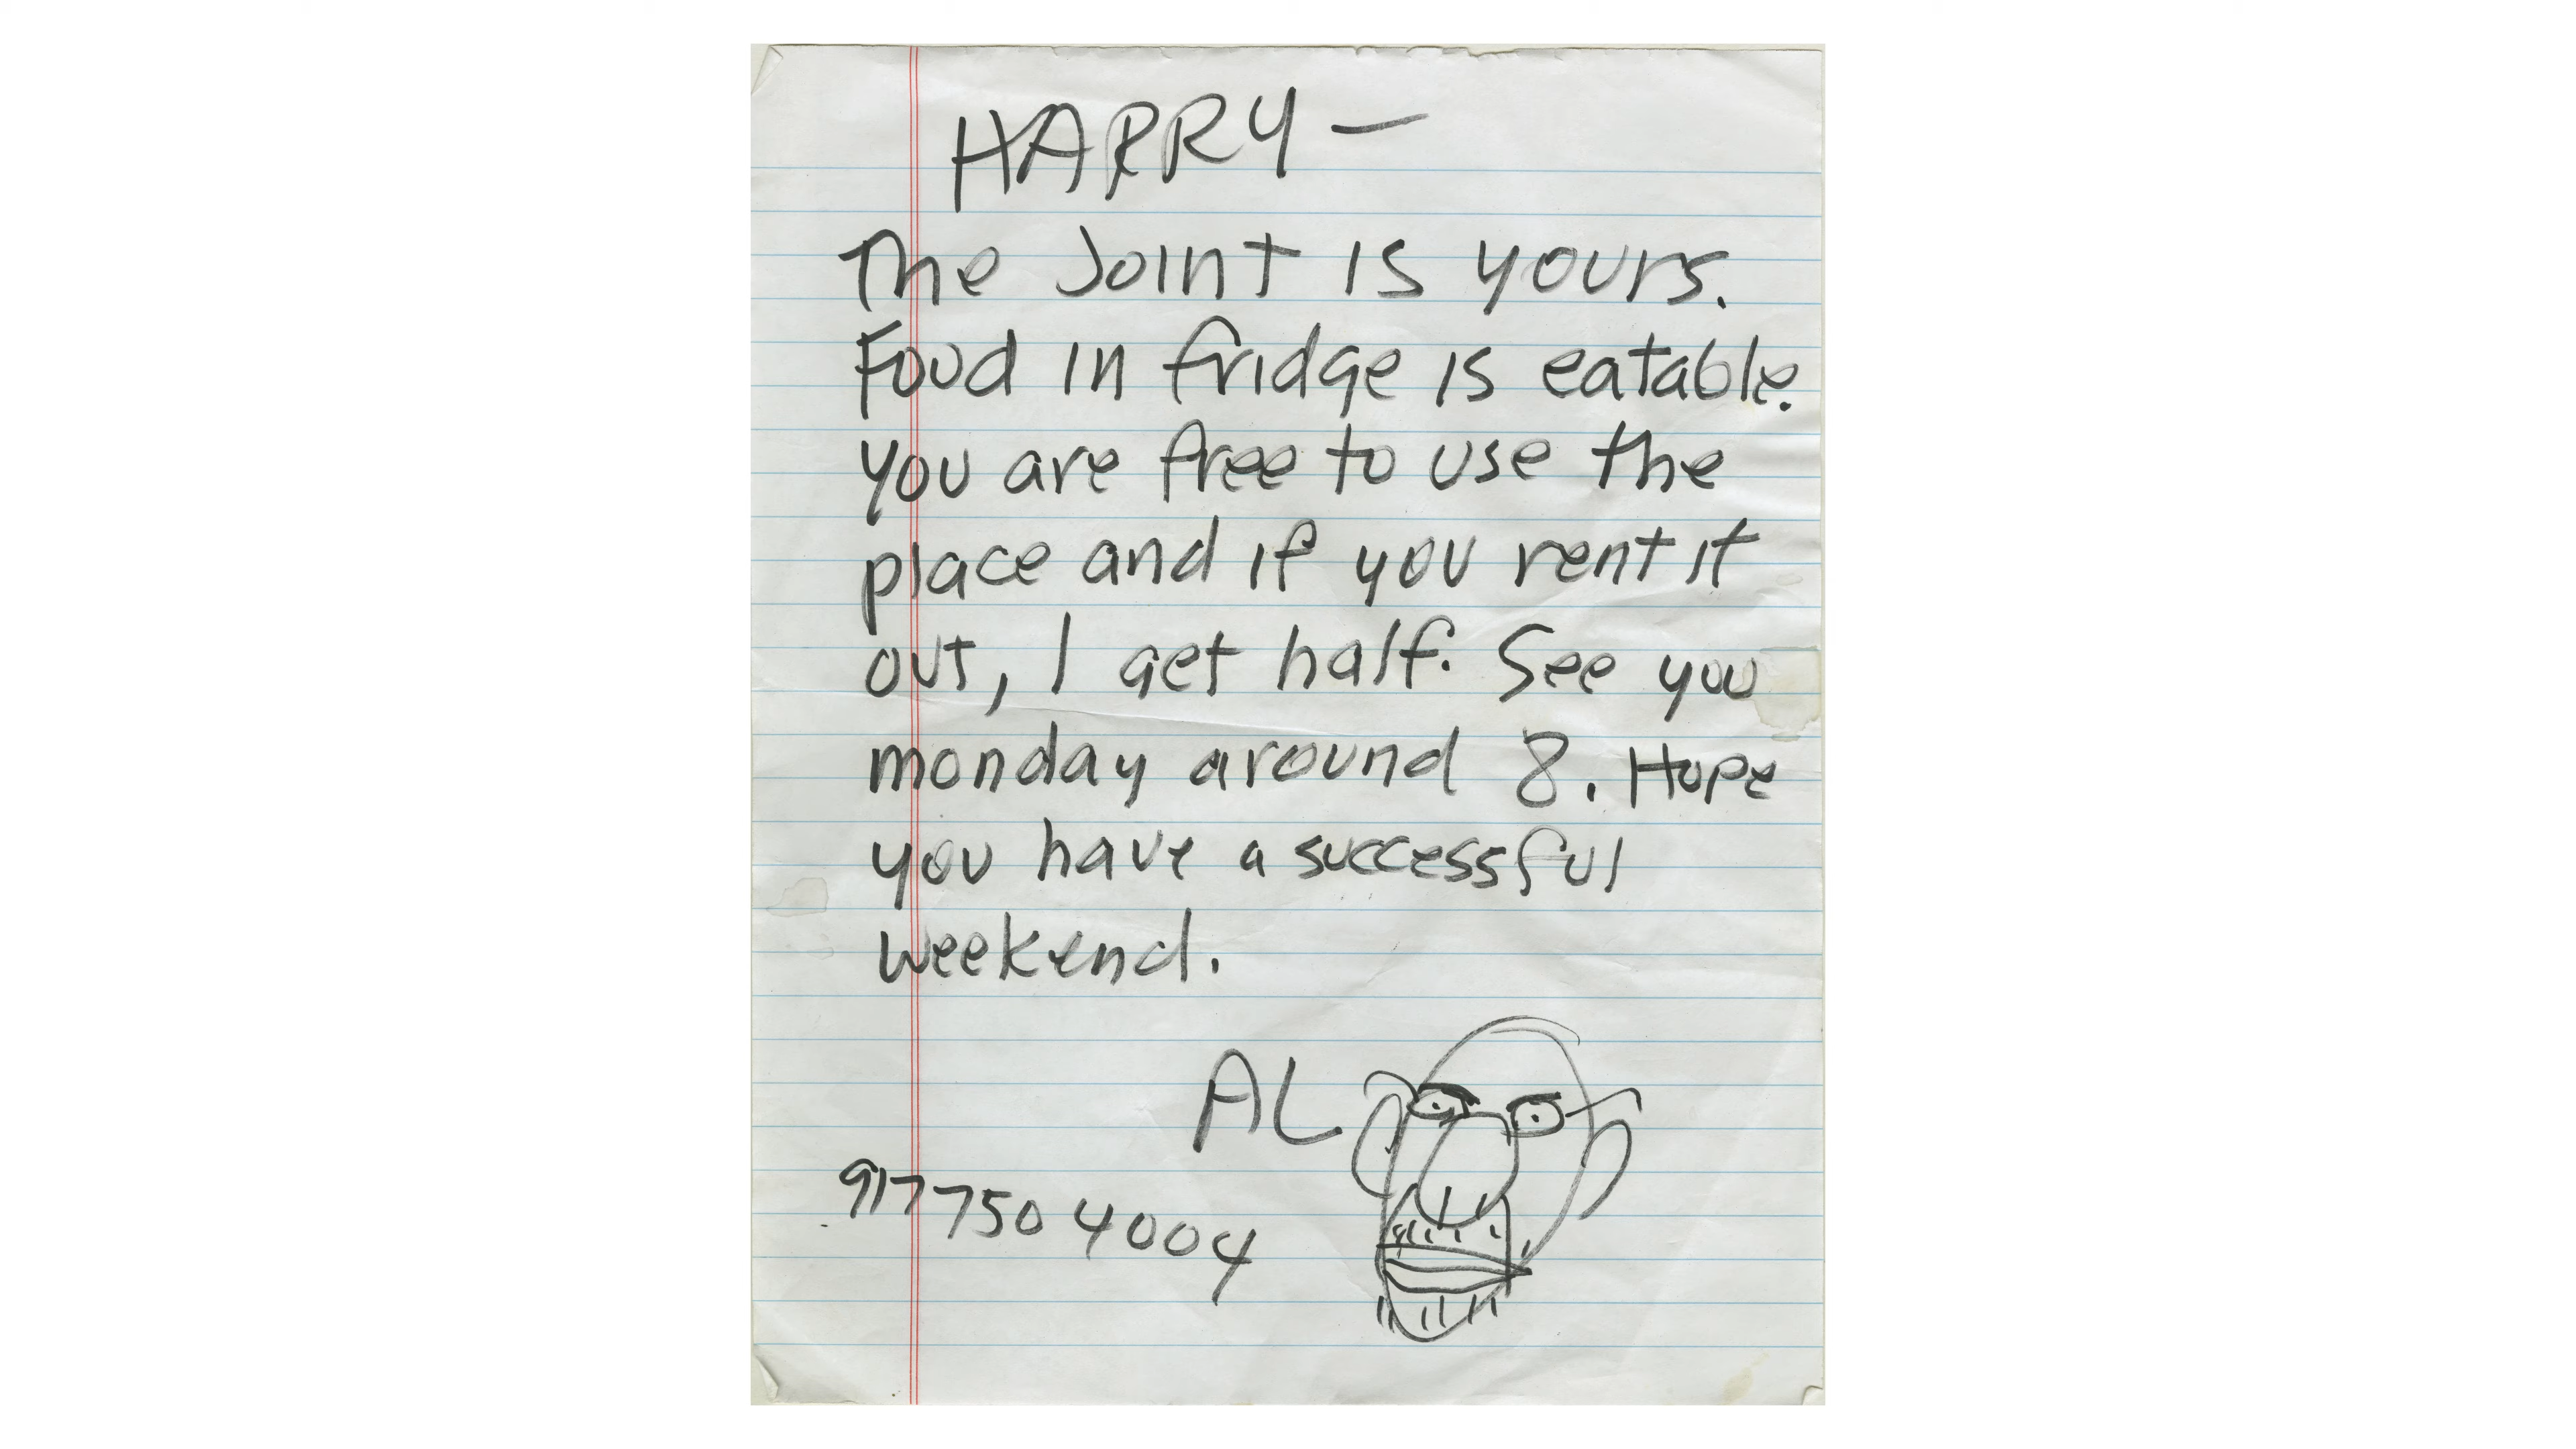 HARRY —
The Joint is yours.
Food in fridge is eatable.
you are free to use the
place and if you rent it
out, I get half. See you
monday around 8. Hope
you have a successful
weekend.
AL
917 750 4004